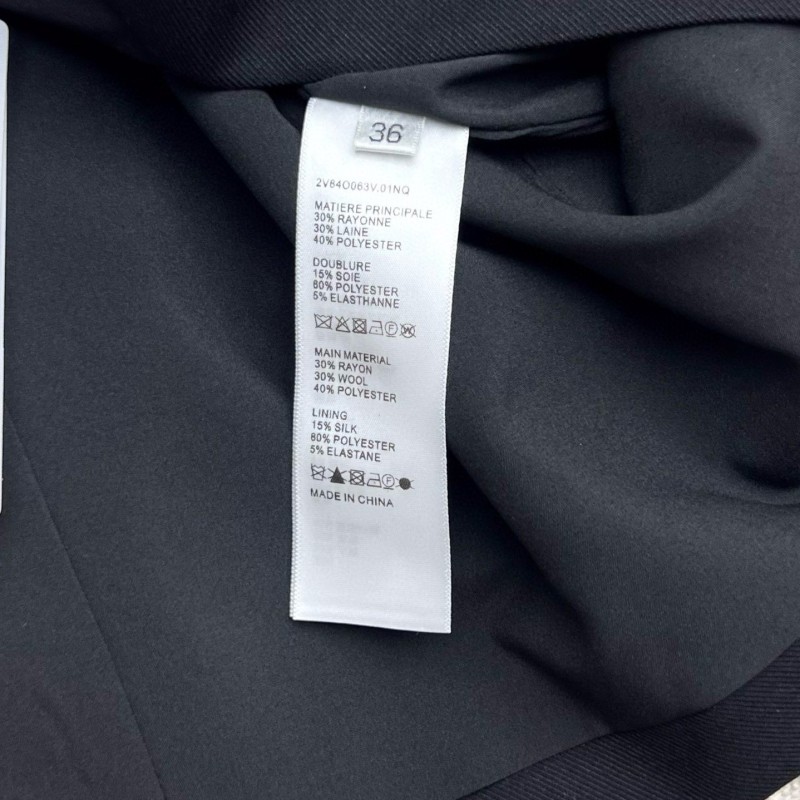 36
2V64O063V.01NQ
MATIERE PRINCIPALE
30% RAYONNE
30% LAINE
40% POLYESTER
DOUBLURE
15% SOIE
80% POLYESTER
5% ELASTHANNE
MAIN MATERIAL
30% RAYON
30% WOOL
40% POLYESTER
LINING
15% SILK
80% POLYESTER
5% ELASTANE
MADE IN CHINA